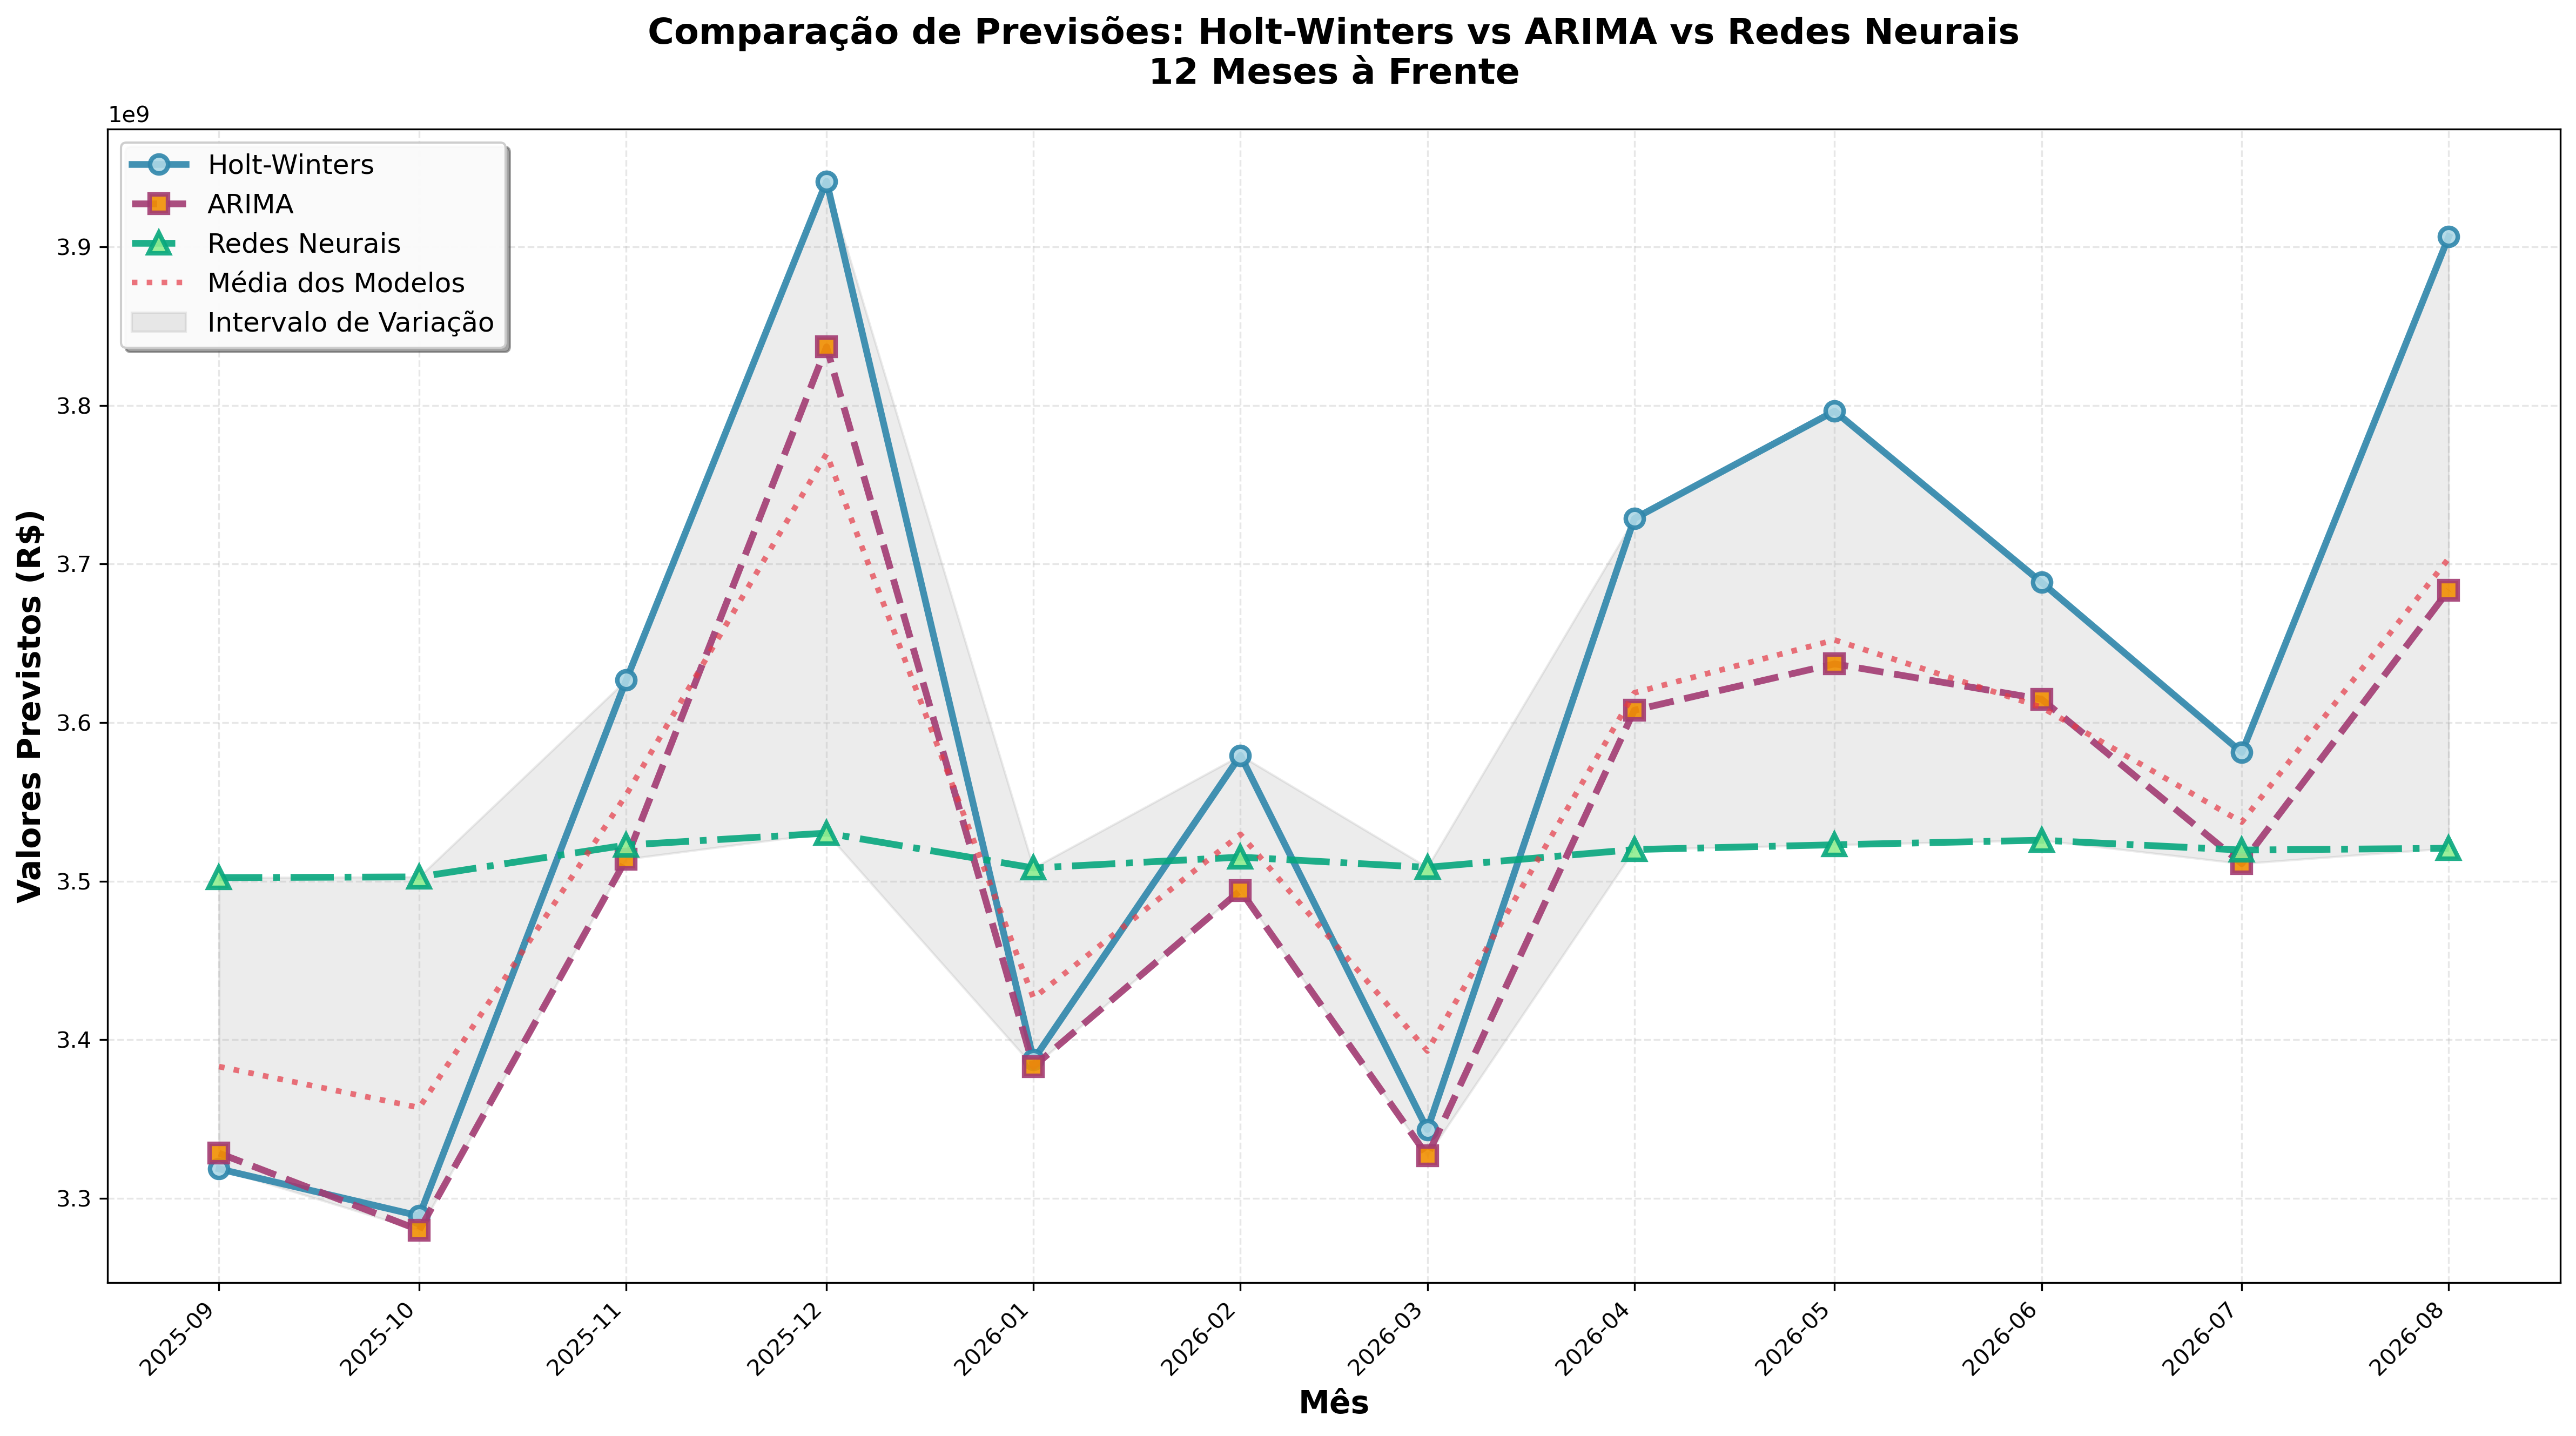 Comparação de Previsões: Holt-Winters vs ARIMA vs Redes Neurais
12 Meses à Frente
1e9
Holt-Winters
ARIMA
Redes Neurais
Média dos Modelos
Intervalo de Variação
3.9
3.8
3.7
3.6
3.5
3.4
3.3
Valores Previstos (R$)
2025-09
2025-10
2025-11
2025-12
2026-01
2026-02
2026-03
2026-04
2026-05
2026-06
2026-07
2026-08
Mês